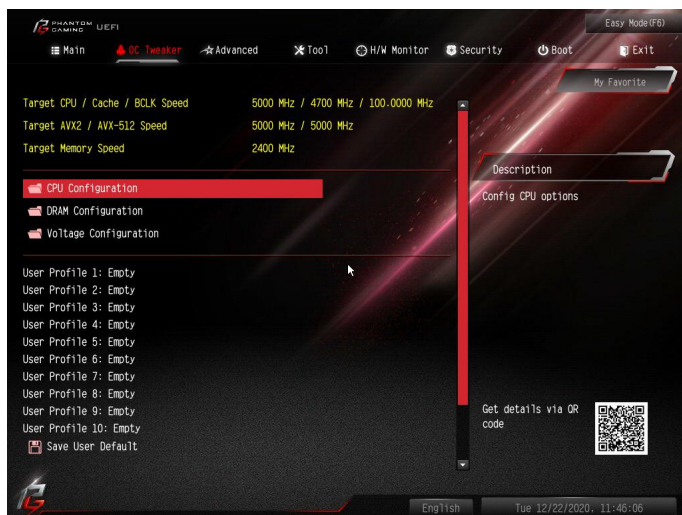 PHANTOM GAMING UEFI
Easy Mode(F6)
Main OC Tweaker Advanced Tool H/W Monitor Security Boot Exit
My Favorite
Target CPU / Cache / BCLK Speed 5000 MHz / 4700 MHz / 100.0000 MHz
Target AVX2 / AVX-512 Speed 5000 MHz / 5000 MHz
Target Memory Speed 2400 MHz
Description
CPU Configuration
Config CPU options
DRAM Configuration
Voltage Configuration
User Profile 1: Empty
User Profile 2: Empty
User Profile 3: Empty
User Profile 4: Empty
User Profile 5: Empty
User Profile 6: Empty
User Profile 7: Empty
User Profile 8: Empty
User Profile 9: Empty
User Profile 10: Empty
Save User Default
Get details via QR
code
English
Tue 12/22/2020. 11:46:06